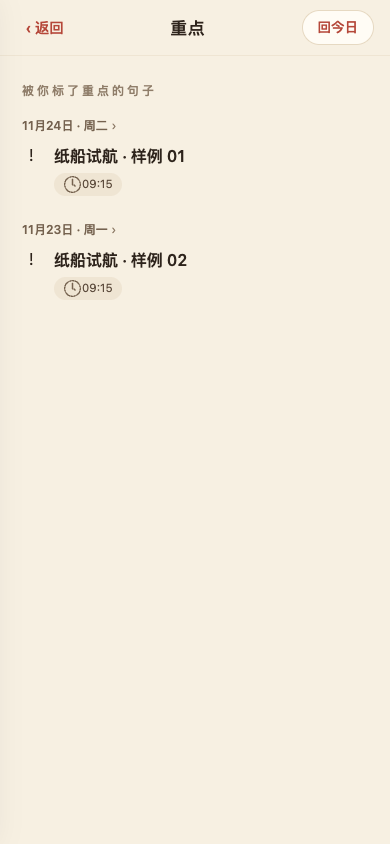 ‹ 返回
重点
回今日
被你标了重点的句子
11月24日 · 周二 ›
! 纸船试航 · 样例 01
09:15
11月23日 · 周一 ›
! 纸船试航 · 样例 02
09:15